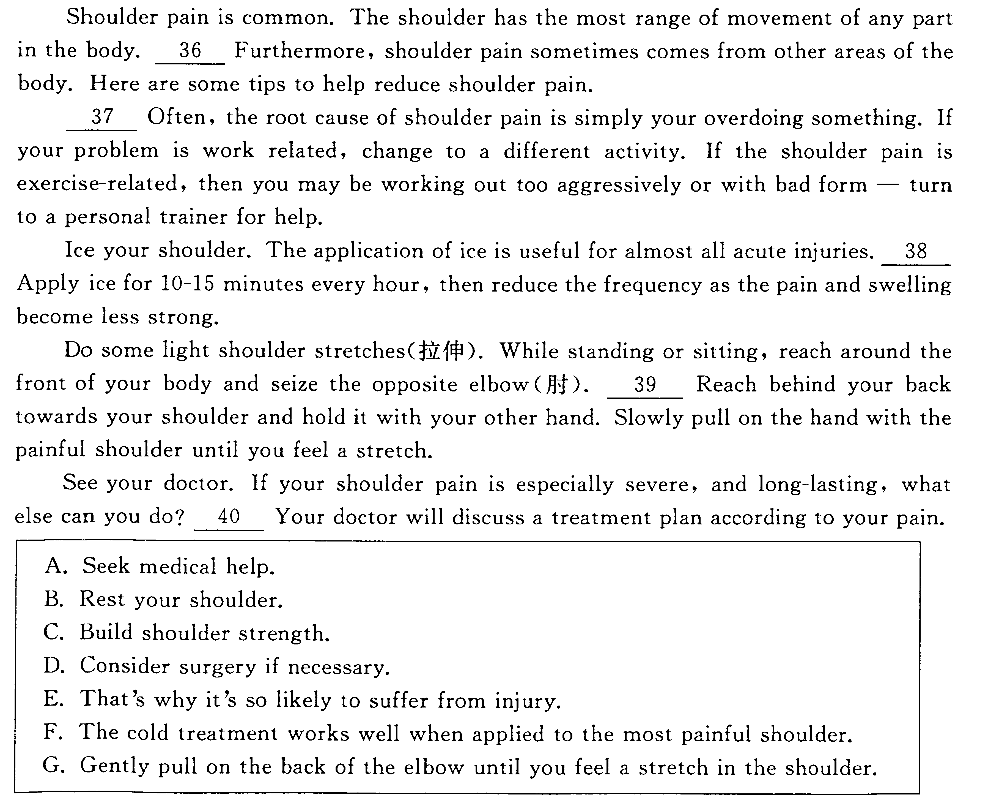 Shoulder pain is common. The shoulder has the most range of movement of any part
in the body. 36 Furthermore, shoulder pain sometimes comes from other areas of the
body. Here are some tips to help reduce shoulder pain.
37 Often, the root cause of shoulder pain is simply your overdoing something. If
your problem is work related, change to a different activity. If the shoulder pain is
exercise-related, then you may be working out too aggressively or with bad form — turn
to a personal trainer for help.
Ice your shoulder. The application of ice is useful for almost all acute injuries. 38
Apply ice for 10-15 minutes every hour, then reduce the frequency as the pain and swelling
become less strong.
Do some light shoulder stretches(拉伸). While standing or sitting, reach around the
front of your body and seize the opposite elbow(肘). 39 Reach behind your back
towards your shoulder and hold it with your other hand. Slowly pull on the hand with the
painful shoulder until you feel a stretch.
See your doctor. If your shoulder pain is especially severe, and long-lasting, what
else can you do? 40 Your doctor will discuss a treatment plan according to your pain.
A. Seek medical help.
B. Rest your shoulder.
C. Build shoulder strength.
D. Consider surgery if necessary.
E. That's why it's so likely to suffer from injury.
F. The cold treatment works well when applied to the most painful shoulder.
G. Gently pull on the back of the elbow until you feel a stretch in the shoulder.